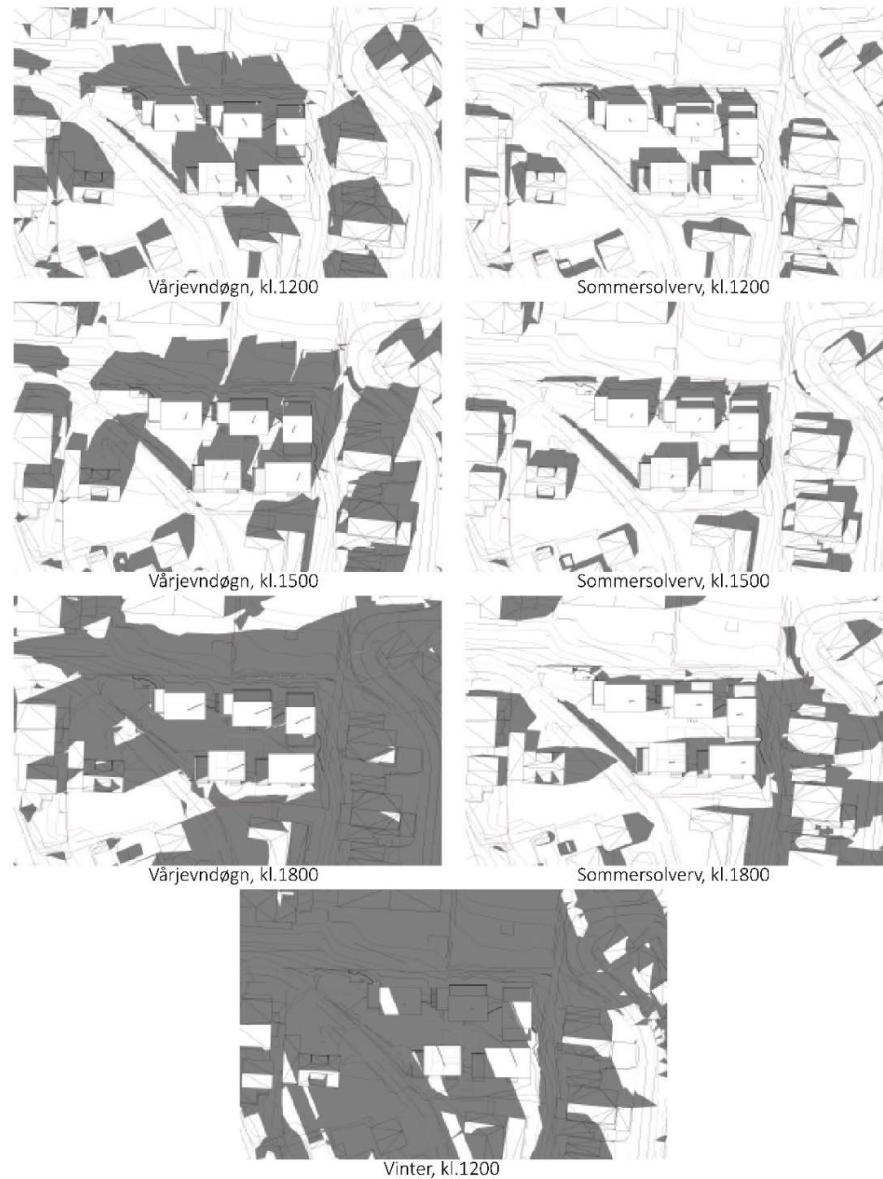 Vårjevndøgn, kl.1200
Sommersolverv, kl.1200
Vårjevndøgn, kl.1500
Sommersolverv, kl.1500
Vårjevndøgn, kl.1800
Sommersolverv, kl.1800
Vinter, kl.1200